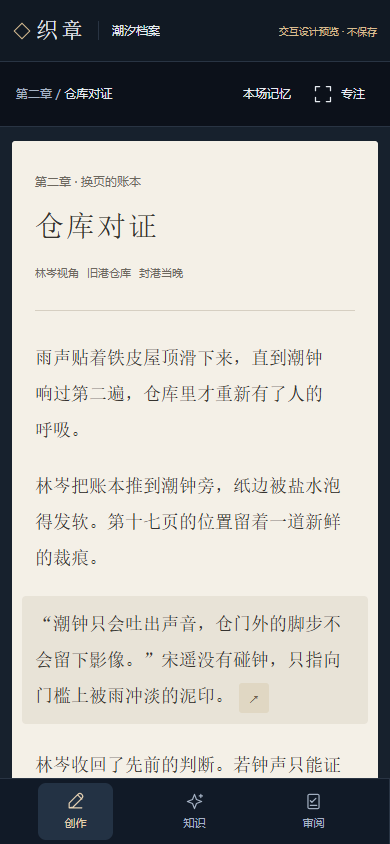 织章 潮汐档案 交互设计预览 · 不保存
第二章 / 仓库对证 本场记忆 专注
第二章 · 换页的账本
仓库对证
林岑视角 旧港仓库 封港当晚
雨声贴着铁皮屋顶滑下来，直到潮钟
响过第二遍，仓库里才重新有了人的
呼吸。
林岑把账本推到潮钟旁，纸边被盐水泡
得发软。第十七页的位置留着一道新鲜
的裁痕。
“潮钟只会吐出声音，仓门外的脚步不
会留下影像。”宋遥没有碰钟，只指向
门槛上被雨冲淡的泥印。 ↗
林岑收回了先前的判断。若钟声只能证
创作 知识 审阅